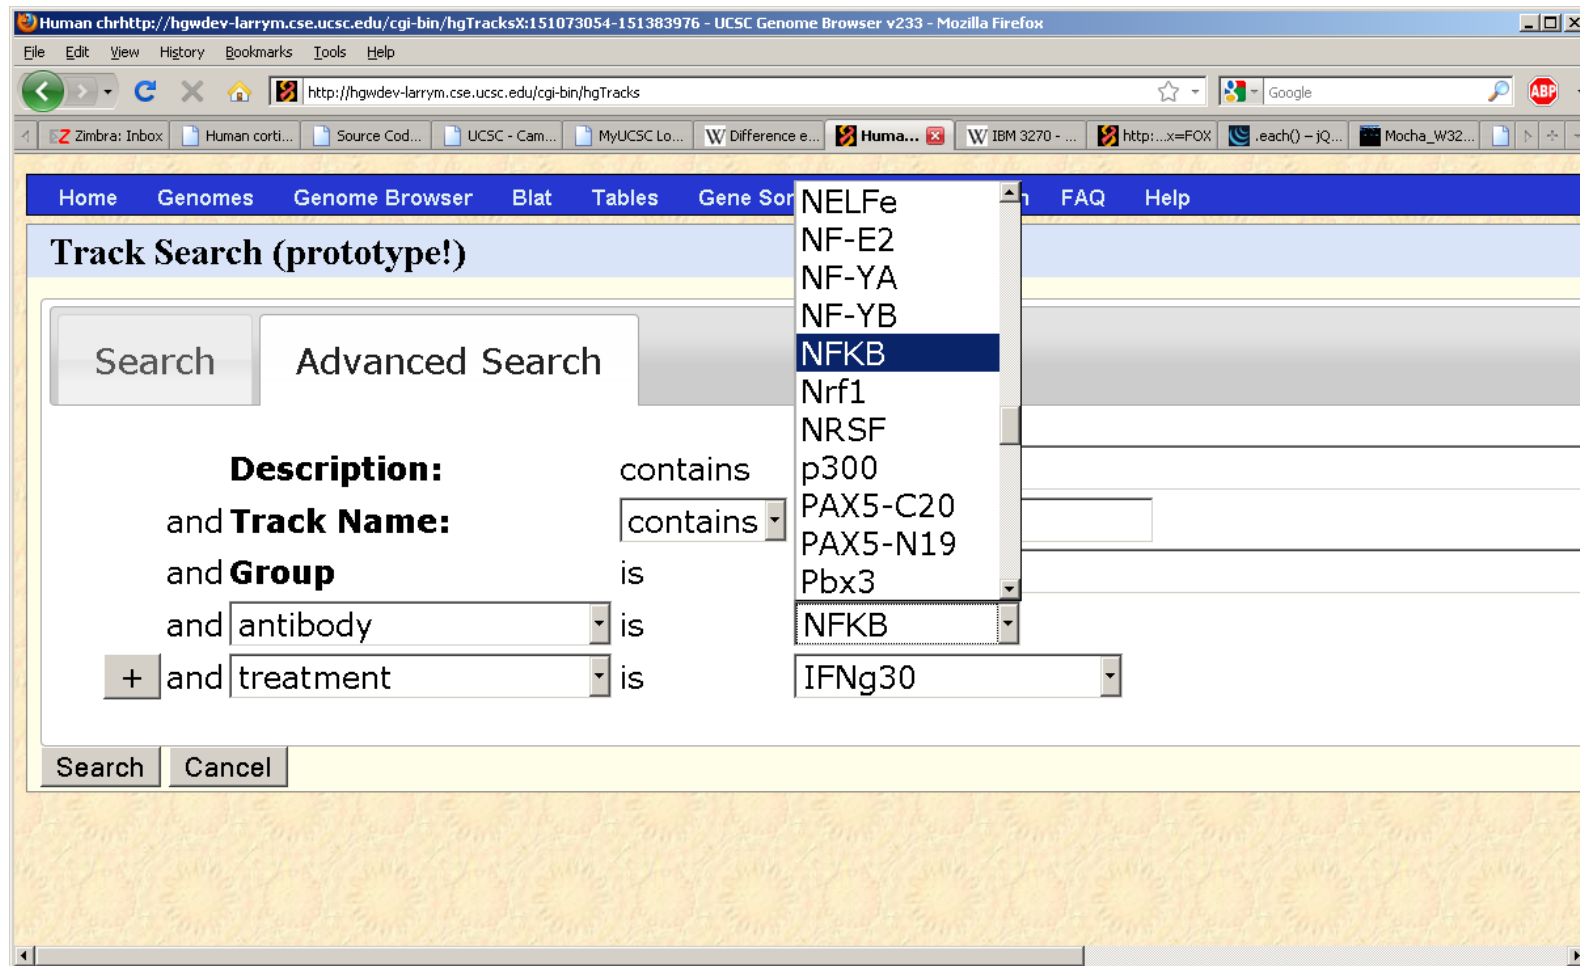 Human chrhttp://hgwdev-larrym.cse.ucsc.edu/cgi-bin/hgTracksX:151073054-151383976 - UCSC Genome Browser v233 - Mozilla Firefox
File Edit View History Bookmarks Tools Help
http://hgwdev-larrym.cse.ucsc.edu/cgi-bin/hgTracks Google ABP
Zimbra: Inbox Human corti... Source Cod... UCSC - Cam... MyUCSC Lo... Difference e... Huma... IBM 3270 - ... http:...x=FOX .each() – jQ... Mocha_W32...
Home Genomes Genome Browser Blat Tables Gene Sor FAQ Help
Track Search (prototype!)
Search Advanced Search
NELFe
NF-E2
NF-YA
NF-YB
NFKB
Nrf1
NRSF
p300
PAX5-C20
PAX5-N19
Pbx3
Description: contains
and Track Name: contains
and Group is
and antibody is NFKB
+ and treatment is IFNg30
Search Cancel